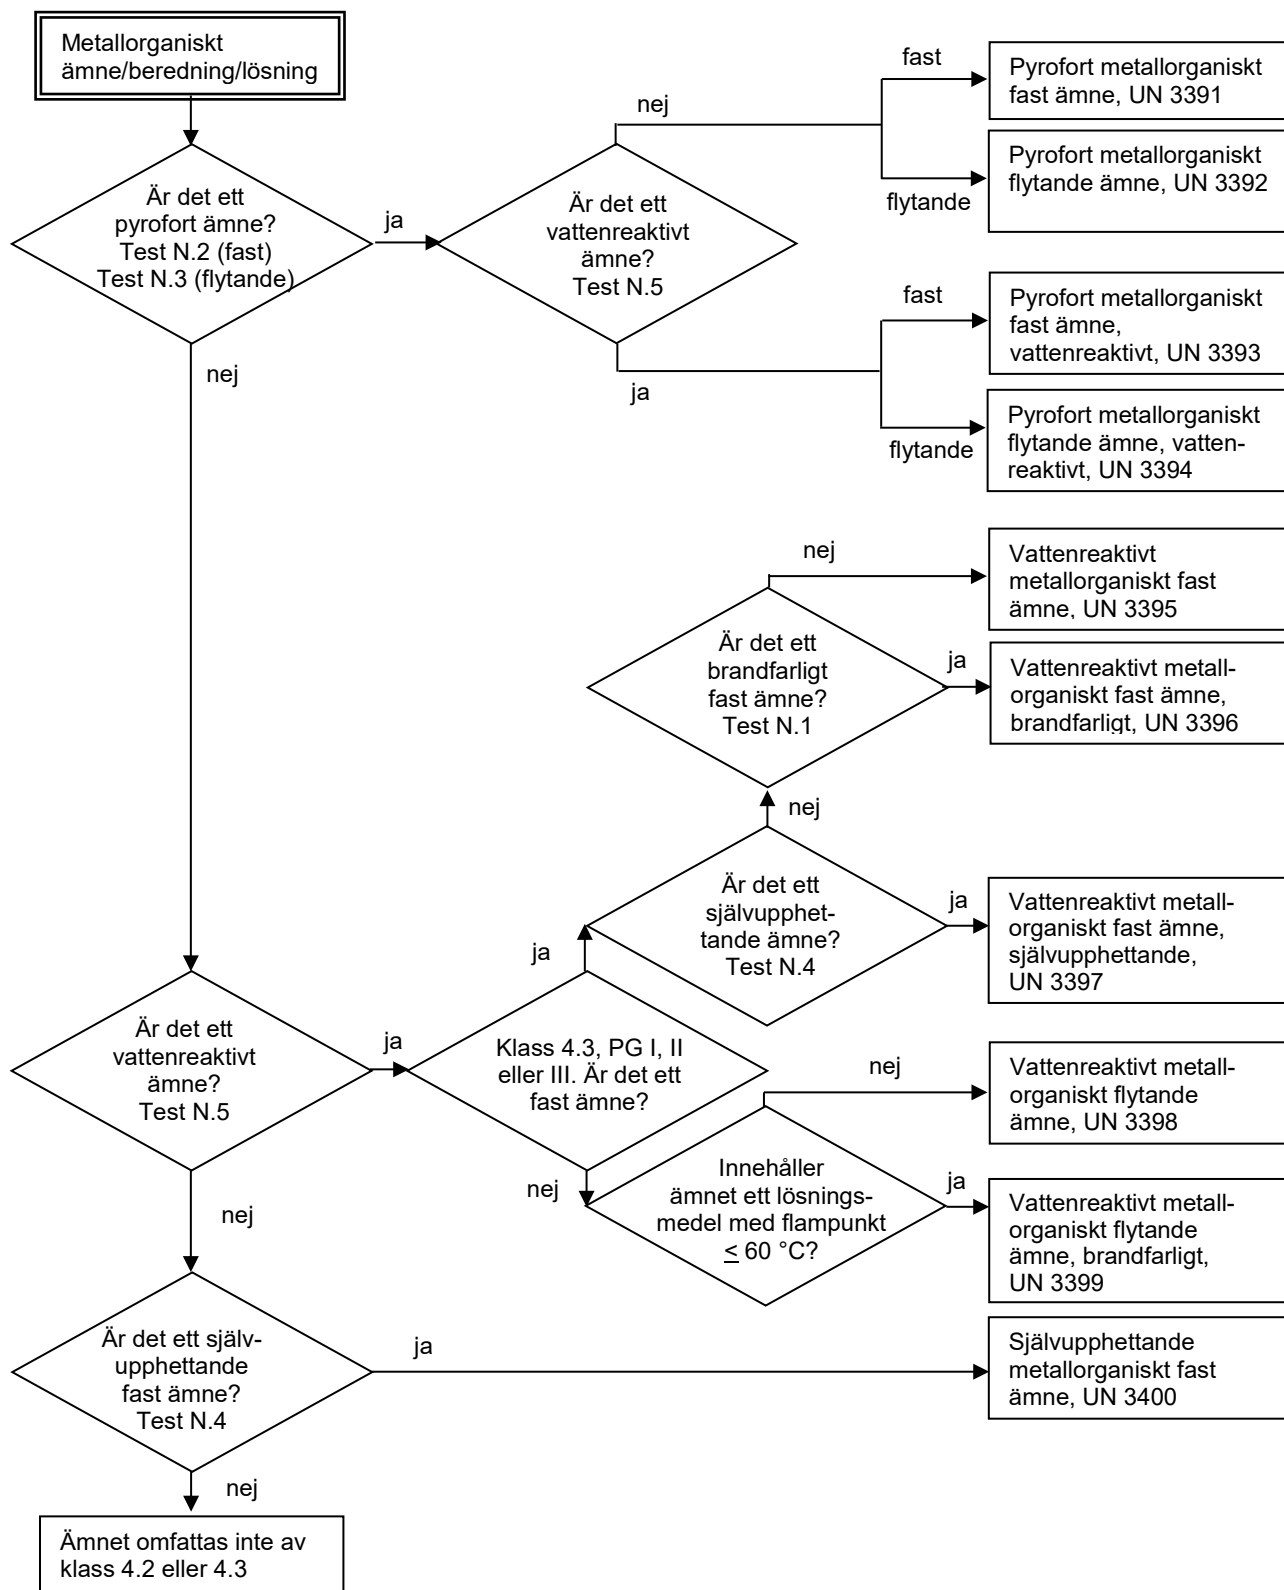 Metallorganiskt
ämne/beredning/lösning
Är det ett
pyrofort ämne?
Test N.2 (fast)
Test N.3 (flytande)
ja
nej
Är det ett
vattenreaktivt
ämne?
Test N.5
nej
fast
Pyrofort metallorganiskt
fast ämne, UN 3391
flytande
Pyrofort metallorganiskt
flytande ämne, UN 3392
ja
fast
Pyrofort metallorganiskt
fast ämne,
vattenreaktivt, UN 3393
flytande
Pyrofort metallorganiskt
flytande ämne, vatten-
reaktivt, UN 3394
nej
Vattenreaktivt
metallorganiskt fast
ämne, UN 3395
Är det ett
brandfarligt
fast ämne?
Test N.1
ja
Vattenreaktivt metall-
organiskt fast ämne,
brandfarligt, UN 3396
nej
Är det ett
självupphet-
tande ämne?
Test N.4
ja
Vattenreaktivt metall-
organiskt fast ämne,
självupphettande,
UN 3397
ja
Är det ett
vattenreaktivt
ämne?
Test N.5
ja
Klass 4.3, PG I, II
eller III. Är det ett
fast ämne?
nej
Vattenreaktivt metall-
organiskt flytande
ämne, UN 3398
nej
Innehåller
ämnet ett lösnings-
medel med flampunkt
≤ 60 °C?
ja
Vattenreaktivt metall-
organiskt flytande
ämne, brandfarligt,
UN 3399
nej
Är det ett själv-
upphettande
fast ämne?
Test N.4
ja
Självupphettande
metallorganiskt fast
ämne, UN 3400
nej
Ämnet omfattas inte av
klass 4.2 eller 4.3